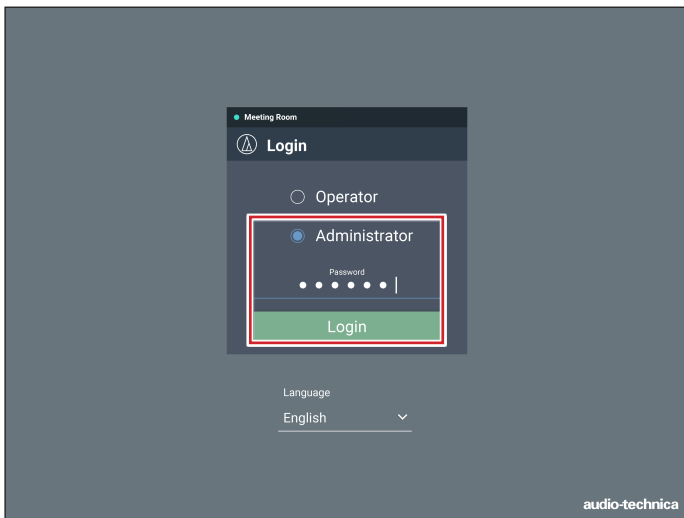 Meeting Room
Login
Operator
Administrator
Password
Login
Language
English
audio-technica